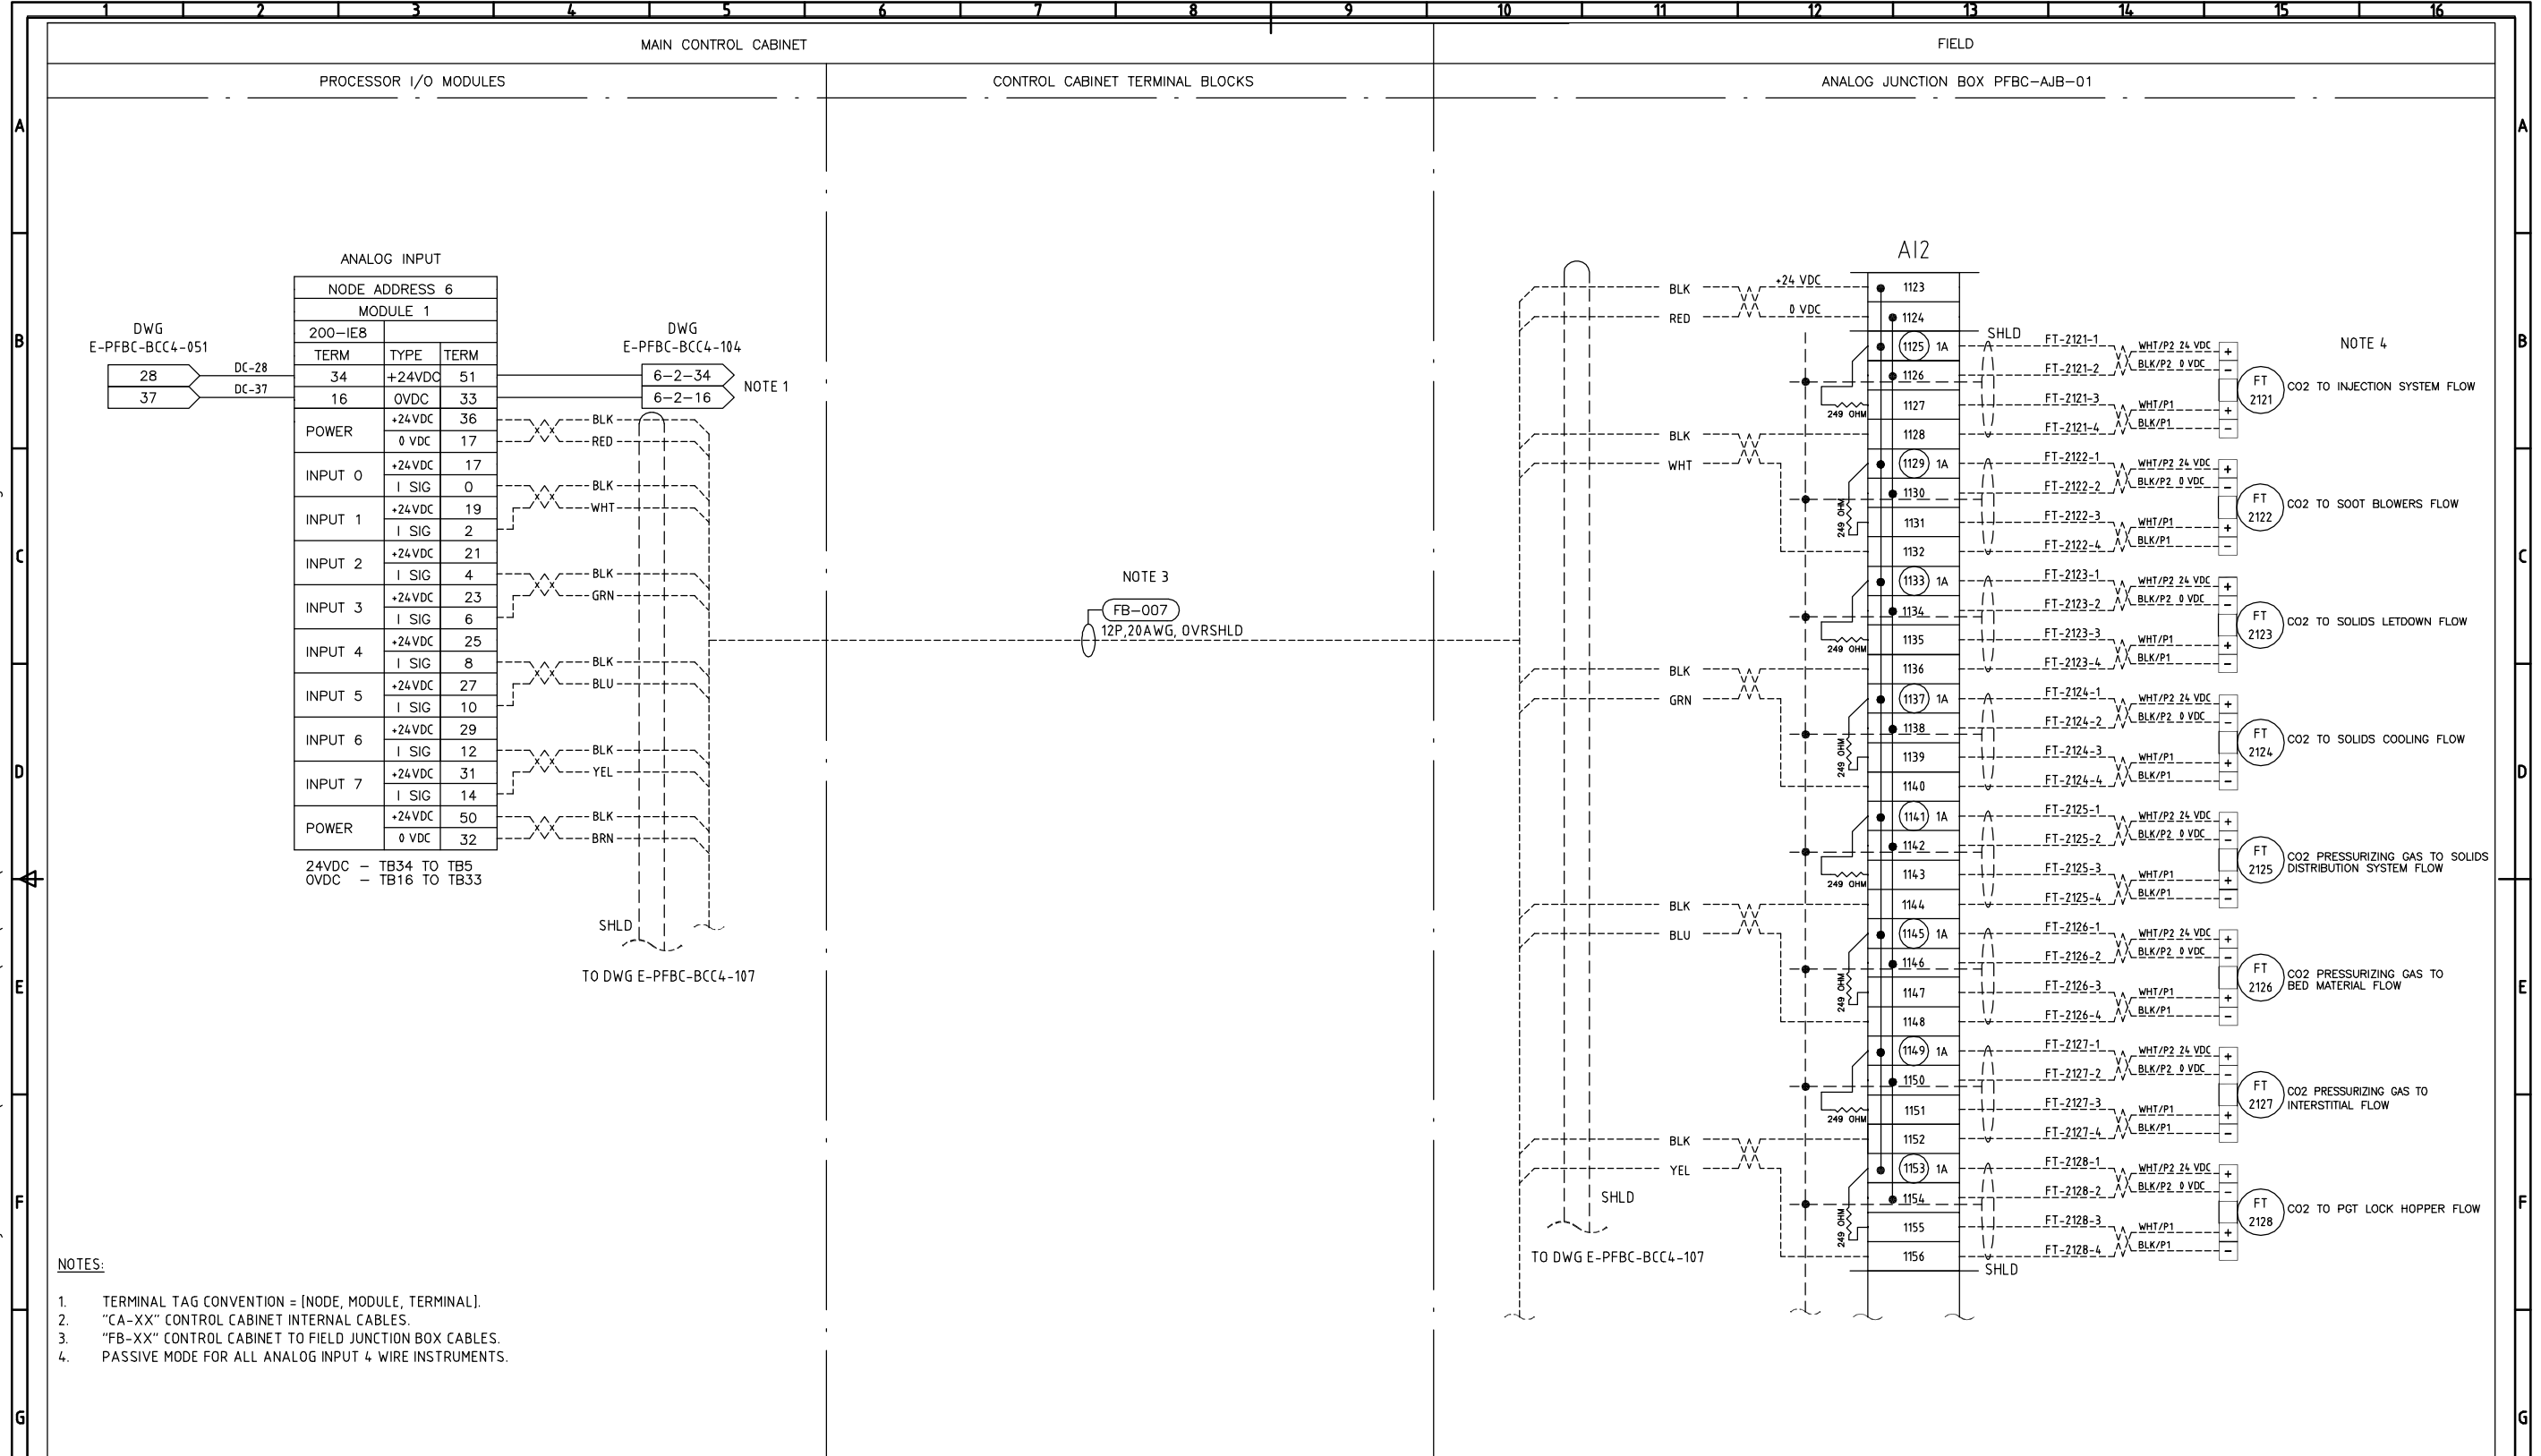 1 2 3 4 5 6 7 8 9 10 11 12 13 14 15 16
MAIN CONTROL CABINET
FIELD
PROCESSOR I/O MODULES
CONTROL CABINET TERMINAL BLOCKS
ANALOG JUNCTION BOX PFBC-AJB-01
A
B
C
D
E
F
G
A
B
C
D
E
F
G
ANALOG INPUT
NODE ADDRESS 6
MODULE 1
200-IE8
TERM TYPE TERM
34 +24VDC 51
16 0VDC 33
POWER +24VDC 36
0 VDC 17
INPUT 0 +24VDC 17
I SIG 0
INPUT 1 +24VDC 19
I SIG 2
INPUT 2 +24VDC 21
I SIG 4
INPUT 3 +24VDC 23
I SIG 6
INPUT 4 +24VDC 25
I SIG 8
INPUT 5 +24VDC 27
I SIG 10
INPUT 6 +24VDC 29
I SIG 12
INPUT 7 +24VDC 31
I SIG 14
POWER +24VDC 50
0 VDC 32
24VDC - TB34 TO TB5
0VDC - TB16 TO TB33
DWG
E-PFBC-BCC4-051
28
37
DC-28
DC-37
DWG
E-PFBC-BCC4-104
6-2-34
6-2-16
NOTE 1
BLK
RED
BLK
WHT
BLK
GRN
BLK
BLU
BLK
YEL
BLK
BRN
SHLD
TO DWG E-PFBC-BCC4-107
NOTE 3
FB-007
12P,20AWG, OVRSHLD
BLK
RED
BLK
WHT
BLK
GRN
BLK
BLU
BLK
YEL
SHLD
TO DWG E-PFBC-BCC4-107
+24 VDC
0 VDC
AI2
1123
1124
1125 1A
1126
1127
1128
1129 1A
1130
1131
1132
1133 1A
1134
1135
1136
1137 1A
1138
1139
1140
1141 1A
1142
1143
1144
1145 1A
1146
1147
1148
1149 1A
1150
1151
1152
1153 1A
1154
1155
1156
249 OHM
249 OHM
249 OHM
249 OHM
249 OHM
249 OHM
249 OHM
249 OHM
SHLD
SHLD
NOTE 4
FT-2121-1 WHT/P2 24 VDC +
FT-2121-2 BLK/P2 0 VDC -
FT-2121-3 WHT/P1 +
FT-2121-4 BLK/P1 -
FT
2121
CO2 TO INJECTION SYSTEM FLOW
FT-2122-1 WHT/P2 24 VDC +
FT-2122-2 BLK/P2 0 VDC -
FT-2122-3 WHT/P1 +
FT-2122-4 BLK/P1 -
FT
2122
CO2 TO SOOT BLOWERS FLOW
FT-2123-1 WHT/P2 24 VDC +
FT-2123-2 BLK/P2 0 VDC -
FT-2123-3 WHT/P1 +
FT-2123-4 BLK/P1 -
FT
2123
CO2 TO SOLIDS LETDOWN FLOW
FT-2124-1 WHT/P2 24 VDC +
FT-2124-2 BLK/P2 0 VDC -
FT-2124-3 WHT/P1 +
FT-2124-4 BLK/P1 -
FT
2124
CO2 TO SOLIDS COOLING FLOW
FT-2125-1 WHT/P2 24 VDC +
FT-2125-2 BLK/P2 0 VDC -
FT-2125-3 WHT/P1 +
FT-2125-4 BLK/P1 -
FT
2125
CO2 PRESSURIZING GAS TO SOLIDS
DISTRIBUTION SYSTEM FLOW
FT-2126-1 WHT/P2 24 VDC +
FT-2126-2 BLK/P2 0 VDC -
FT-2126-3 WHT/P1 +
FT-2126-4 BLK/P1 -
FT
2126
CO2 PRESSURIZING GAS TO
BED MATERIAL FLOW
FT-2127-1 WHT/P2 24 VDC +
FT-2127-2 BLK/P2 0 VDC -
FT-2127-3 WHT/P1 +
FT-2127-4 BLK/P1 -
FT
2127
CO2 PRESSURIZING GAS TO
INTERSTITIAL FLOW
FT-2128-1 WHT/P2 24 VDC +
FT-2128-2 BLK/P2 0 VDC -
FT-2128-3 WHT/P1 +
FT-2128-4 BLK/P1 -
FT
2128
CO2 TO PGT LOCK HOPPER FLOW
NOTES:
1. TERMINAL TAG CONVENTION = [NODE, MODULE, TERMINAL].
2. "CA-XX" CONTROL CABINET INTERNAL CABLES.
3. "FB-XX" CONTROL CABINET TO FIELD JUNCTION BOX CABLES.
4. PASSIVE MODE FOR ALL ANALOG INPUT 4 WIRE INSTRUMENTS.